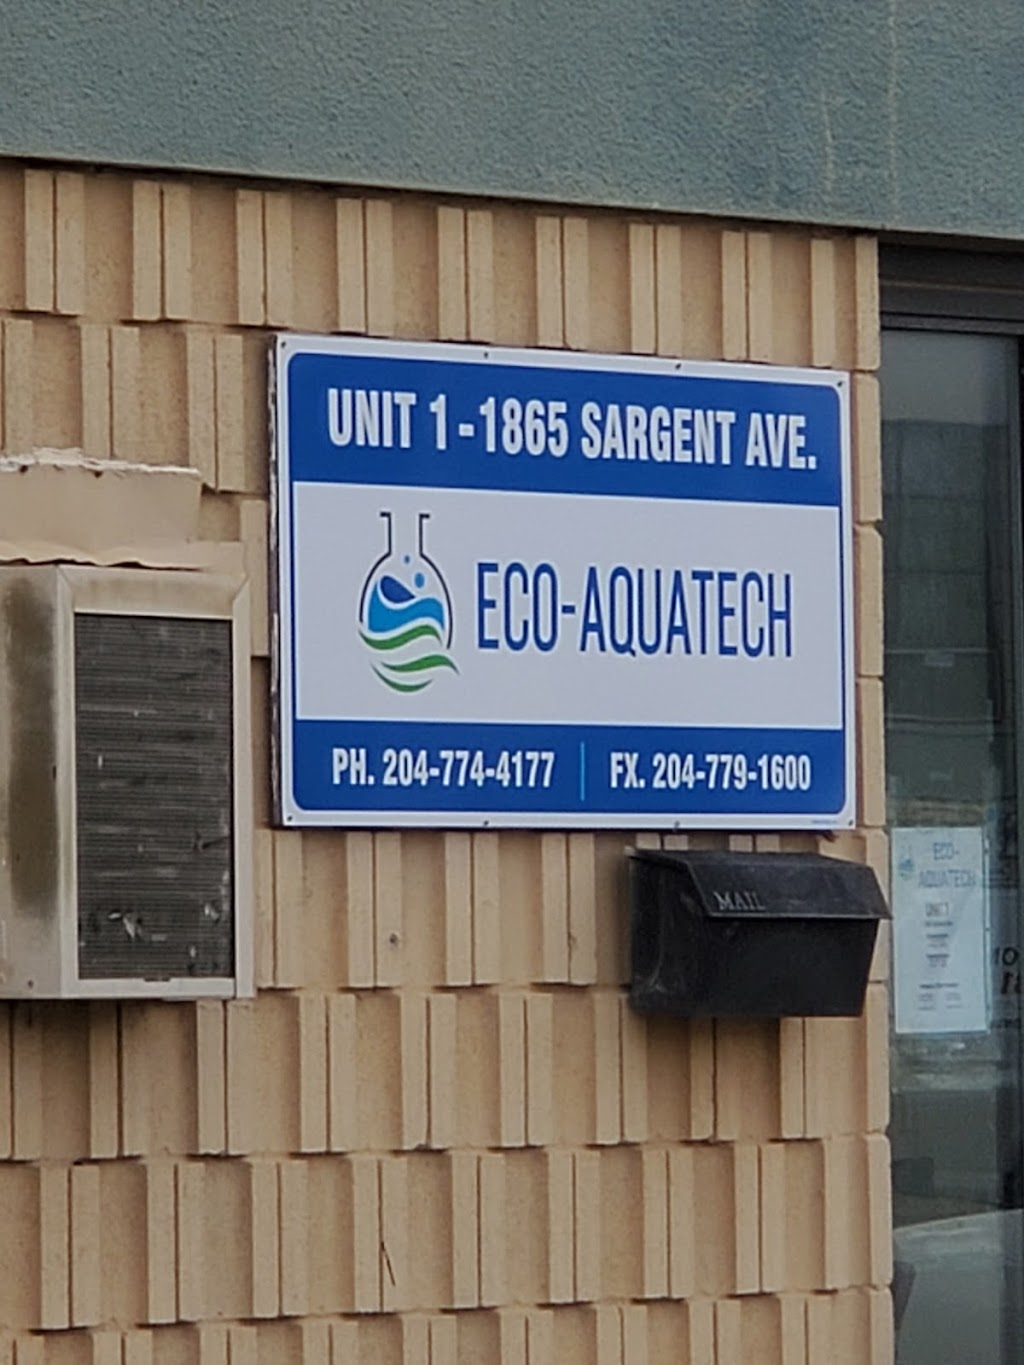 UNIT 1 - 1865 SARGENT AVE.
ECO-AQUATECH
PH. 204-774-4177 | FX. 204-779-1600
MAIL
ECO-
AQUATECH
UNIT 1